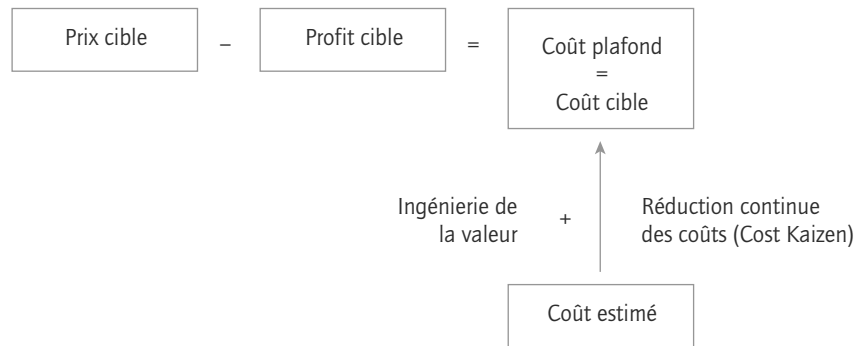 Prix cible
–
Profit cible
=
Coût plafond
=
Coût cible
Ingénierie de
la valeur
+
Réduction continue
des coûts (Cost Kaizen)
Coût estimé